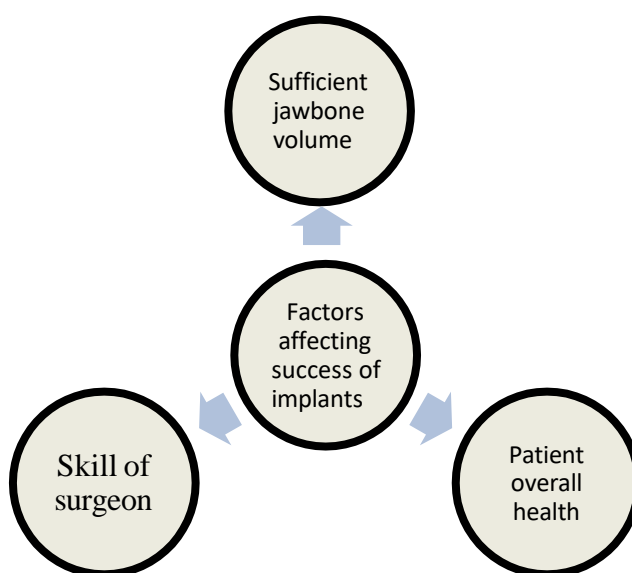 Sufficient
jawbone
volume
Factors
affecting
success of
implants
Skill of
surgeon
Patient
overall
health